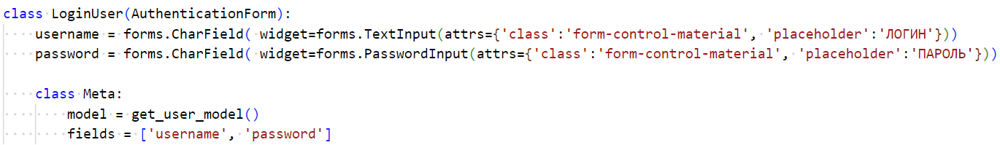 class LoginUser(AuthenticationForm):
    username = forms.CharField( widget=forms.TextInput(attrs={'class':'form-control-material', 'placeholder':'ЛОГИН'}))
    password = forms.CharField( widget=forms.PasswordInput(attrs={'class':'form-control-material', 'placeholder':'ПАРОЛЬ'}))
    class Meta:
        model = get_user_model()
        fields = ['username', 'password']